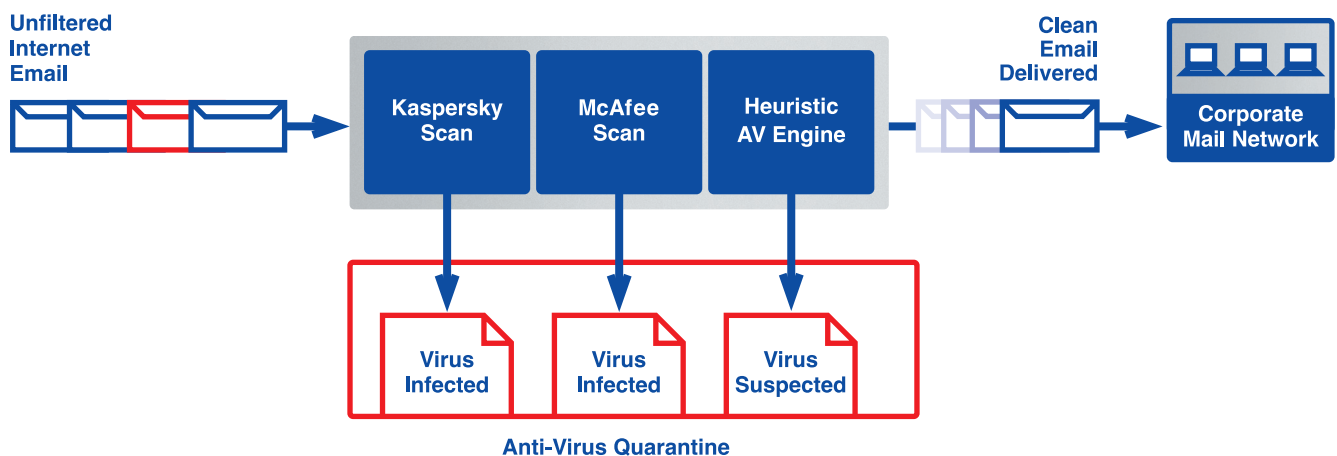 Unfiltered
Internet
Email
Kaspersky
Scan
McAfee
Scan
Heuristic
AV Engine
Clean
Email
Delivered
Corporate
Mail Network
Virus
Infected
Virus
Infected
Virus
Suspected
Anti-Virus Quarantine